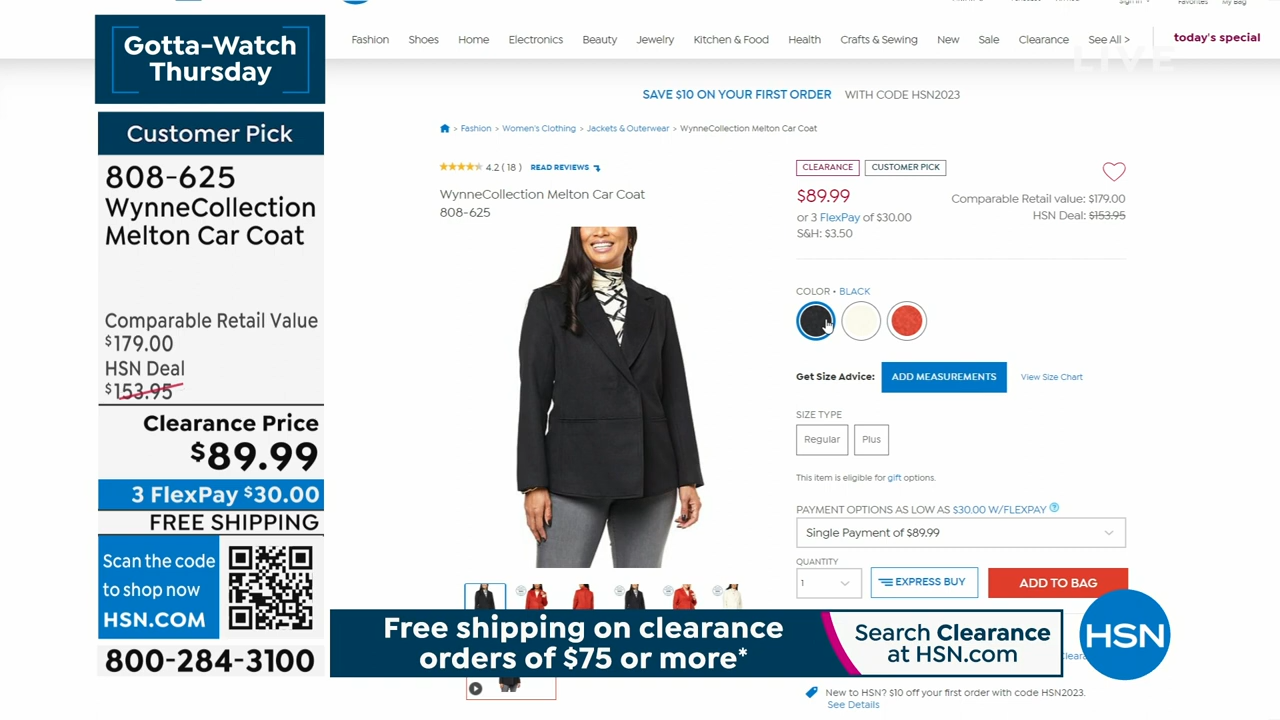 Gotta-Watch
Thursday
Customer Pick
808-625
WynneCollection
Melton Car Coat
Comparable Retail Value
$179.00
HSN Deal
$153.95
Clearance Price
$89.99
3 FlexPay $30.00
FREE SHIPPING
Scan the code
to shop now
HSN.COM
800-284-3100
Sign in
Favorites
My Bag
Fashion Shoes Home Electronics Beauty Jewelry Kitchen & Food Health Crafts & Sewing New Sale Clearance See All > today's special
LIVE
SAVE $10 ON YOUR FIRST ORDER WITH CODE HSN2023
> Fashion > Women's Clothing > Jackets & Outerwear > WynneCollection Melton Car Coat
4.2 ( 18 ) READ REVIEWS
WynneCollection Melton Car Coat
808-625
CLEARANCE CUSTOMER PICK
$89.99
Comparable Retail value: $179.00
or 3 FlexPay of $30.00
HSN Deal: $153.95
S&H: $3.50
COLOR • BLACK
Get Size Advice: ADD MEASUREMENTS View Size Chart
SIZE TYPE
Regular Plus
This item is eligible for gift options.
PAYMENT OPTIONS AS LOW AS $30.00 W/FLEXPAY ?
Single Payment of $89.99
QUANTITY
1 EXPRESS BUY ADD TO BAG
Free shipping on clearance
orders of $75 or more*
Search Clearance
at HSN.com
HSN
New to HSN? $10 off your first order with code HSN2023.
See Details